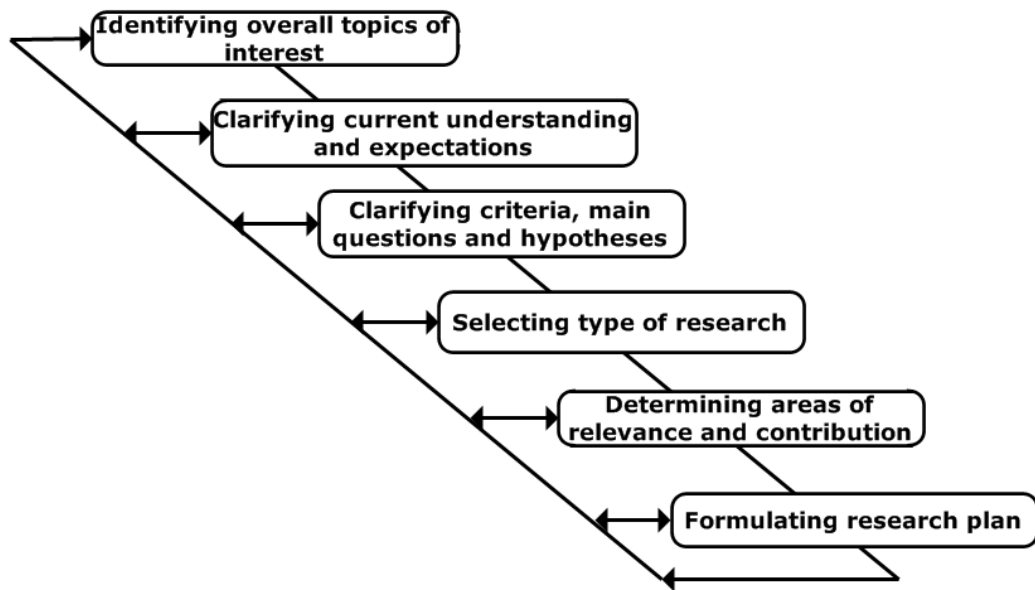 Identifying overall topics of
interest
Clarifying current understanding
and expectations
Clarifying criteria, main
questions and hypotheses
Selecting type of research
Determining areas of
relevance and contribution
Formulating research plan